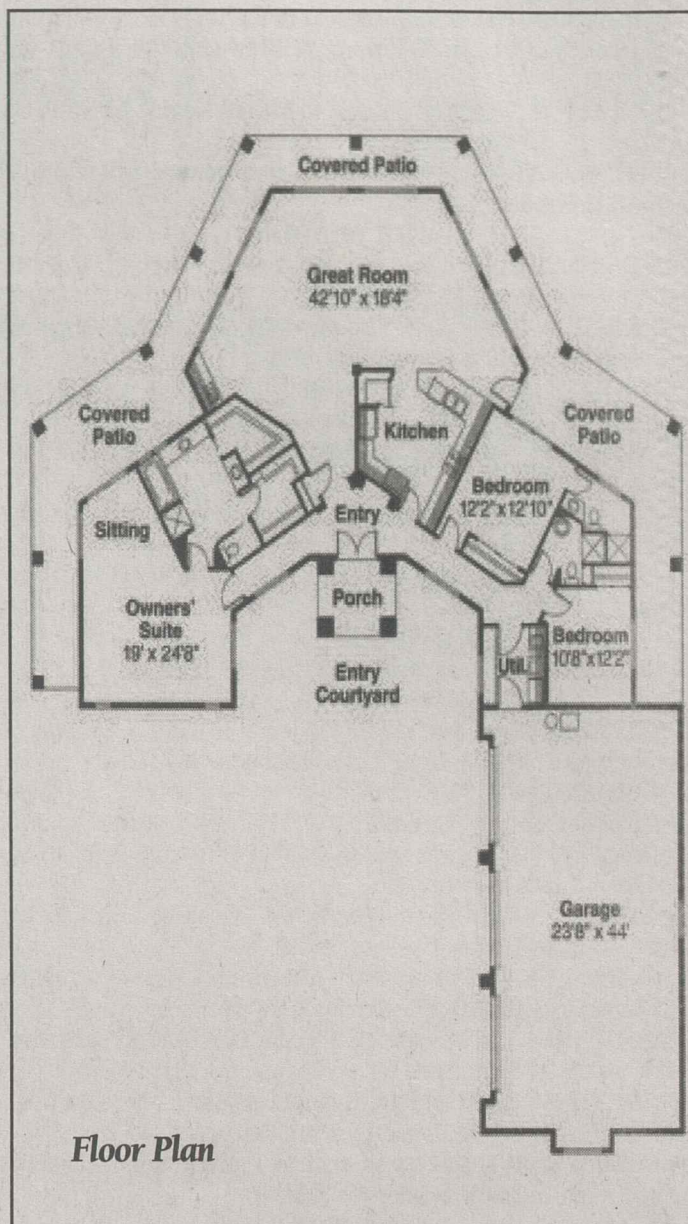 Covered Patio
Great Room
42'10" x 18'4"
Covered
Patio
Kitchen
Covered
Patio
Bedroom
12'2" x 12'10"
Entry
Sitting
Owners'
Suite
19' x 24'8"
Porch
Bedroom
10'8" x 12'2"
Util.
Entry
Courtyard
Garage
23'8" x 44'
Floor Plan